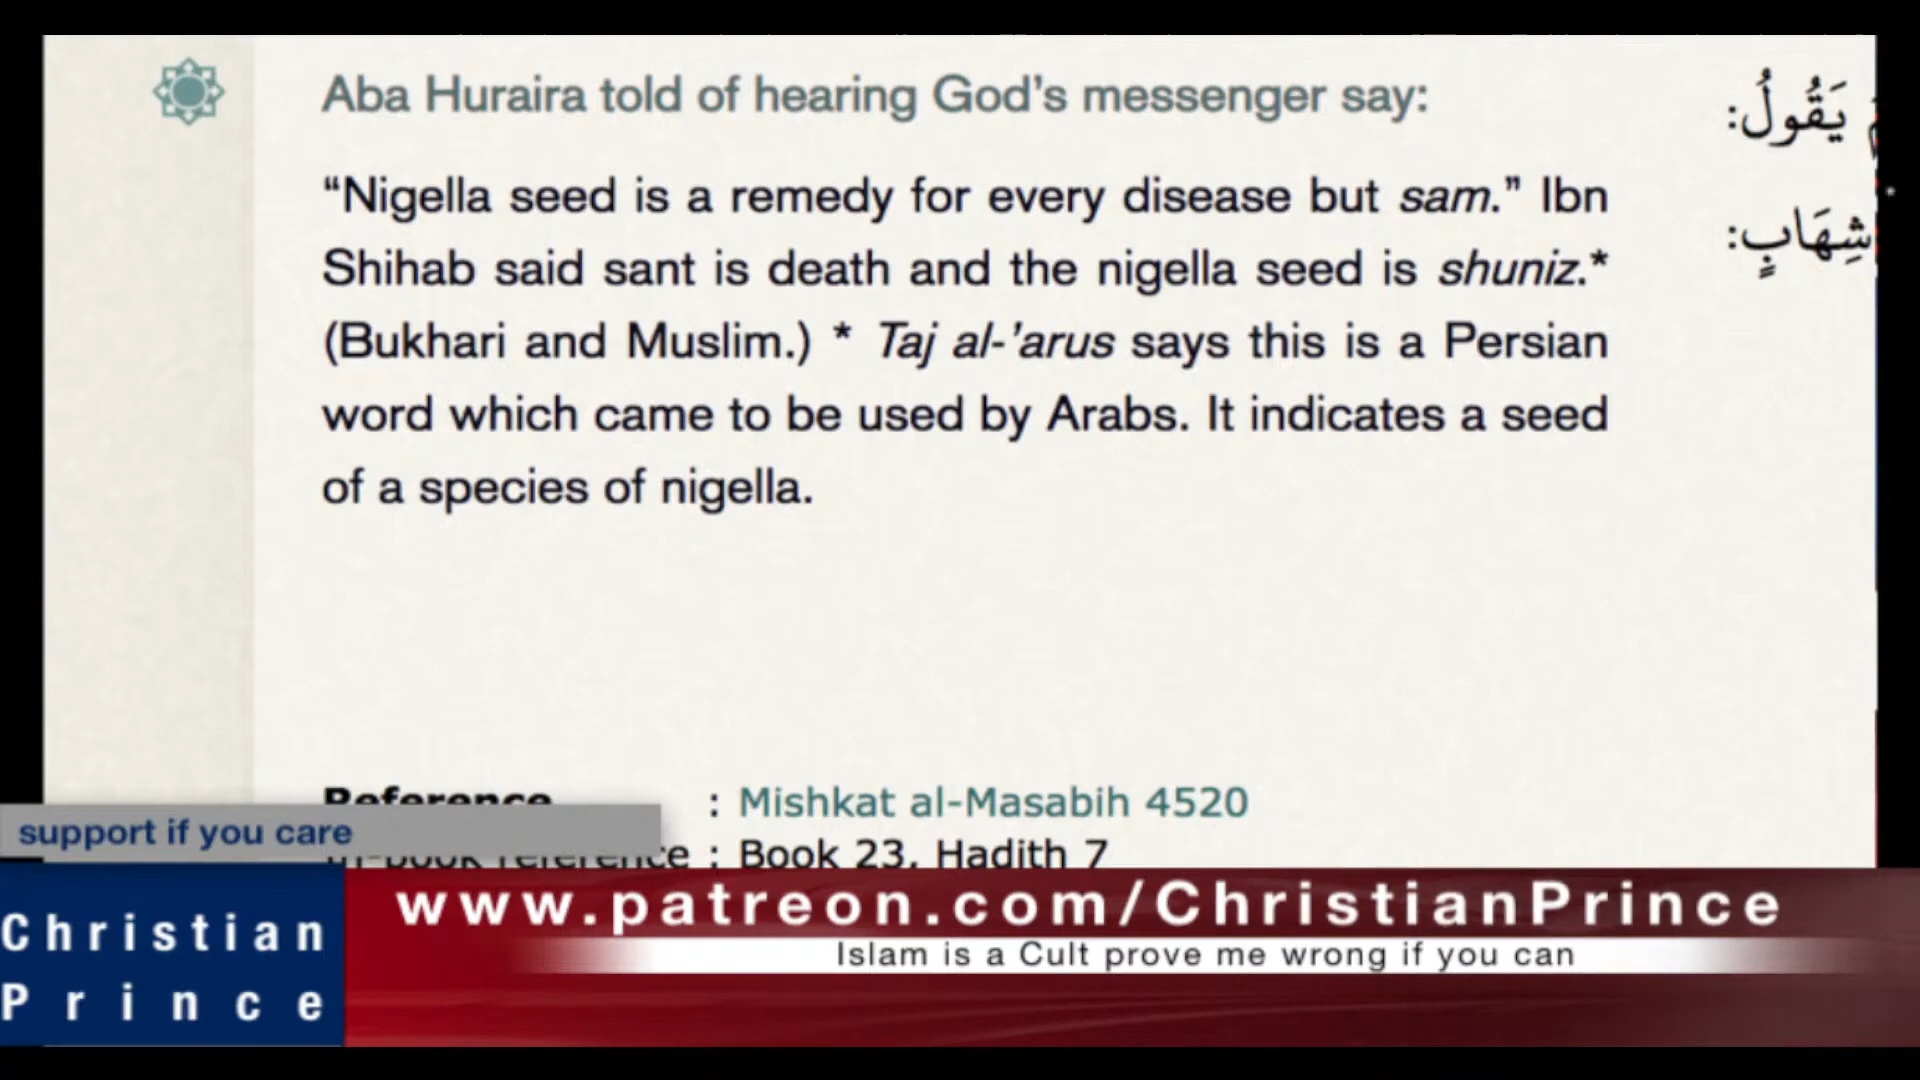 Aba Huraira told of hearing God's messenger say:
يَقُولُ:
“Nigella seed is a remedy for every disease but sam.” Ibn
شِهَابٍ:
Shihab said sant is death and the nigella seed is shuniz.*
(Bukhari and Muslim.) * Taj al-’arus says this is a Persian
word which came to be used by Arabs. It indicates a seed
of a species of nigella.
Reference : Mishkat al-Masabih 4520
In-book reference : Book 23, Hadith 7
support if you care
Christian
Prince
www.patreon.com/ChristianPrince
Islam is a Cult prove me wrong if you can